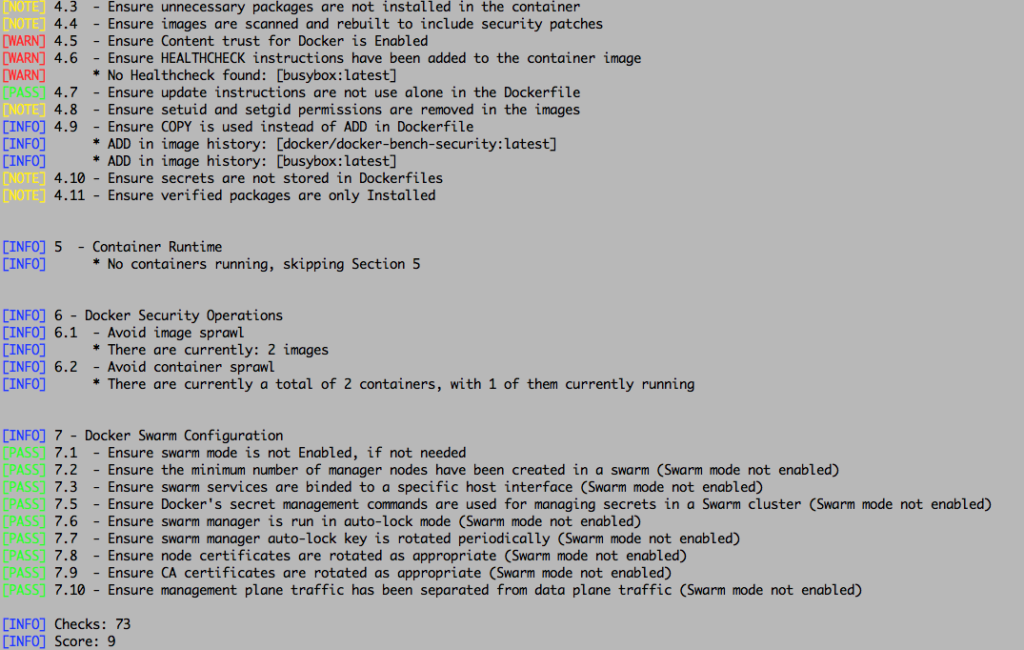 [NOTE] 4.3  - Ensure unnecessary packages are not installed in the container
[NOTE] 4.4  - Ensure images are scanned and rebuilt to include security patches
[WARN] 4.5  - Ensure Content trust for Docker is Enabled
[WARN] 4.6  - Ensure HEALTHCHECK instructions have been added to the container image
[WARN]      * No Healthcheck found: [busybox:latest]
[PASS] 4.7  - Ensure update instructions are not use alone in the Dockerfile
[NOTE] 4.8  - Ensure setuid and setgid permissions are removed in the images
[INFO] 4.9  - Ensure COPY is used instead of ADD in Dockerfile
[INFO]      * ADD in image history: [docker/docker-bench-security:latest]
[INFO]      * ADD in image history: [busybox:latest]
[NOTE] 4.10 - Ensure secrets are not stored in Dockerfiles
[NOTE] 4.11 - Ensure verified packages are only Installed
[INFO] 5  - Container Runtime
[INFO]      * No containers running, skipping Section 5
[INFO] 6 - Docker Security Operations
[INFO] 6.1  - Avoid image sprawl
[INFO]      * There are currently: 2 images
[INFO] 6.2  - Avoid container sprawl
[INFO]      * There are currently a total of 2 containers, with 1 of them currently running
[INFO] 7 - Docker Swarm Configuration
[PASS] 7.1  - Ensure swarm mode is not Enabled, if not needed
[PASS] 7.2  - Ensure the minimum number of manager nodes have been created in a swarm (Swarm mode not enabled)
[PASS] 7.3  - Ensure swarm services are binded to a specific host interface (Swarm mode not enabled)
[PASS] 7.5  - Ensure Docker's secret management commands are used for managing secrets in a Swarm cluster (Swarm mode not enabled)
[PASS] 7.6  - Ensure swarm manager is run in auto-lock mode (Swarm mode not enabled)
[PASS] 7.7  - Ensure swarm manager auto-lock key is rotated periodically (Swarm mode not enabled)
[PASS] 7.8  - Ensure node certificates are rotated as appropriate (Swarm mode not enabled)
[PASS] 7.9  - Ensure CA certificates are rotated as appropriate (Swarm mode not enabled)
[PASS] 7.10 - Ensure management plane traffic has been separated from data plane traffic (Swarm mode not enabled)
[INFO] Checks: 73
[INFO] Score: 9